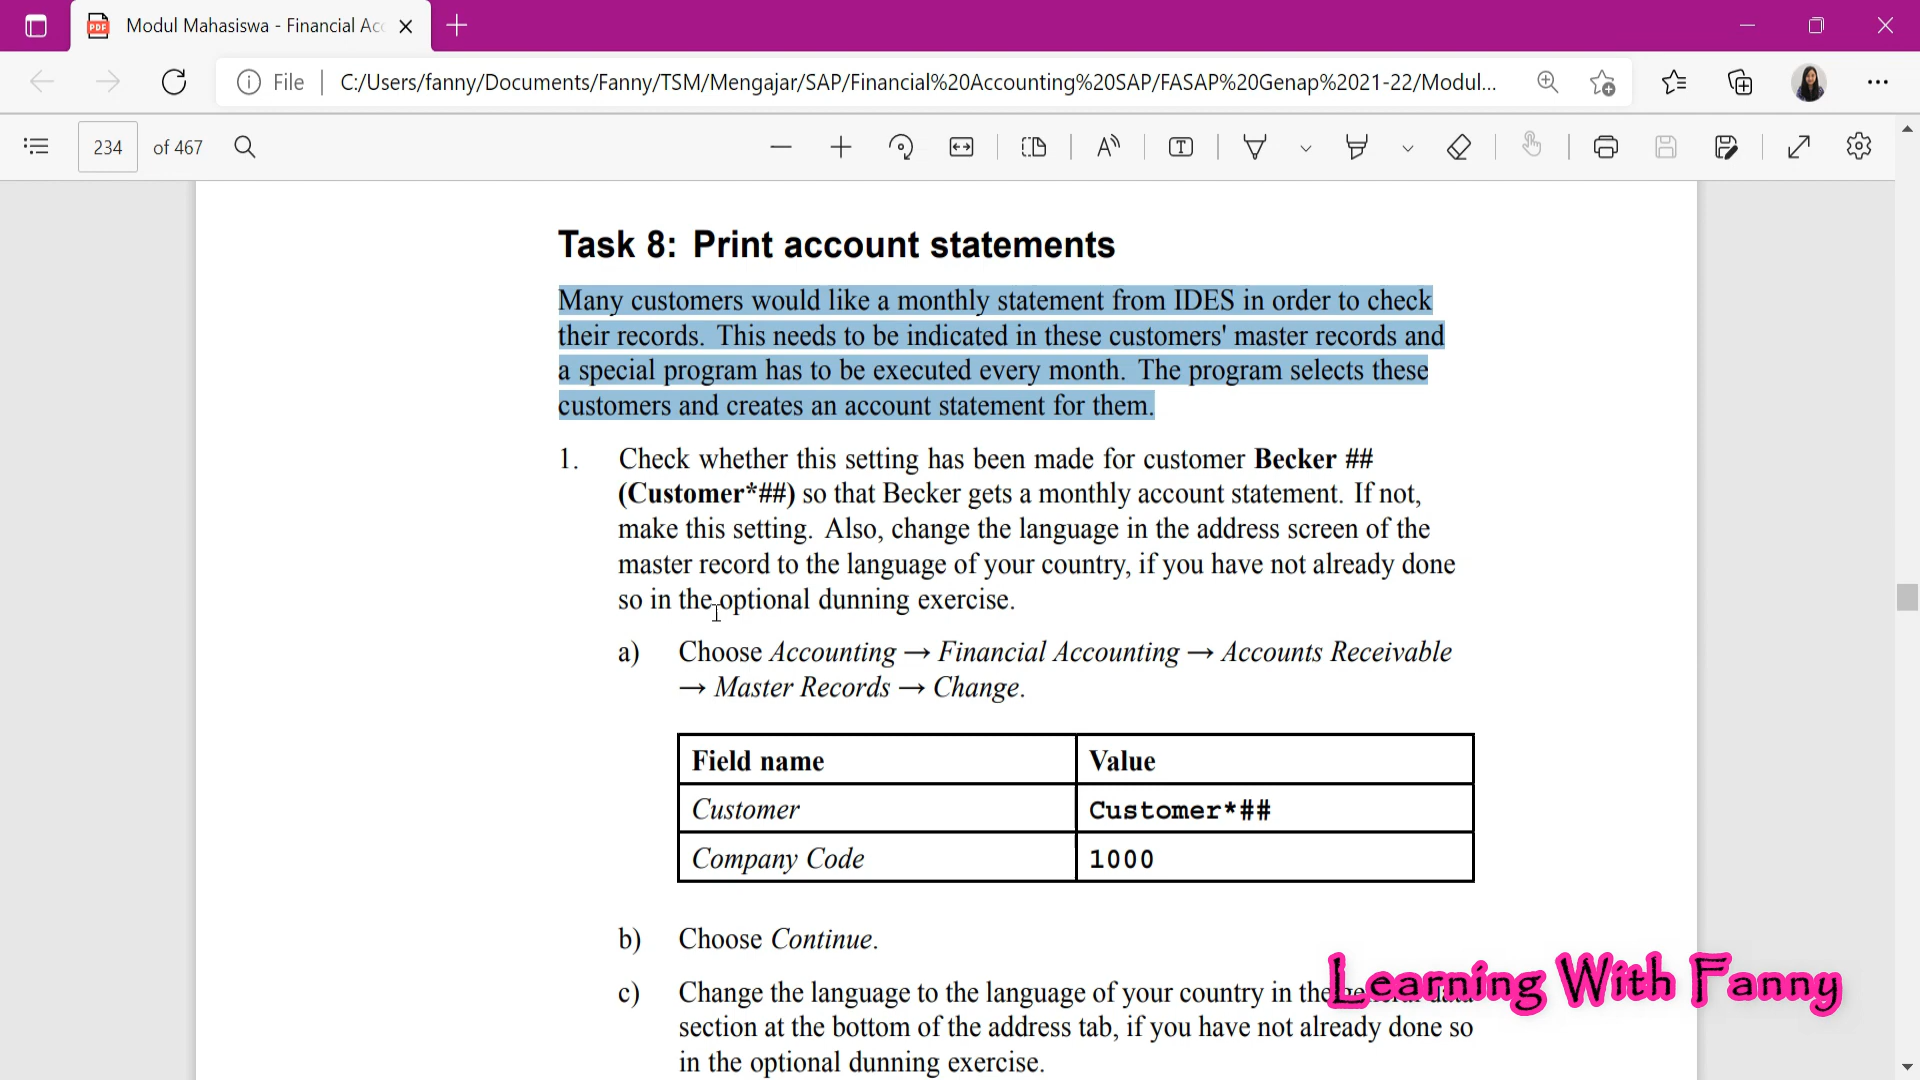 Modul Mahasiswa - Financial Acc
File
C:/Users/fanny/Documents/Fanny/TSM/Mengajar/SAP/Financial%20Accounting%20SAP/FASAP%20Genap%2021-22/Modul...
234 of 467
Task 8: Print account statements
Many customers would like a monthly statement from IDES in order to check
their records. This needs to be indicated in these customers' master records and
a special program has to be executed every month. The program selects these
customers and creates an account statement for them.
1. Check whether this setting has been made for customer Becker ##
(Customer*##) so that Becker gets a monthly account statement. If not,
make this setting. Also, change the language in the address screen of the
master record to the language of your country, if you have not already done
so in the optional dunning exercise.
a) Choose Accounting → Financial Accounting → Accounts Receivable
→ Master Records → Change.
Field name Value
Customer Customer*##
Company Code 1000
b) Choose Continue.
c) Change the language to the language of your country in the
Learning With Fanny
section at the bottom of the address tab, if you have not already done so
in the optional dunning exercise.